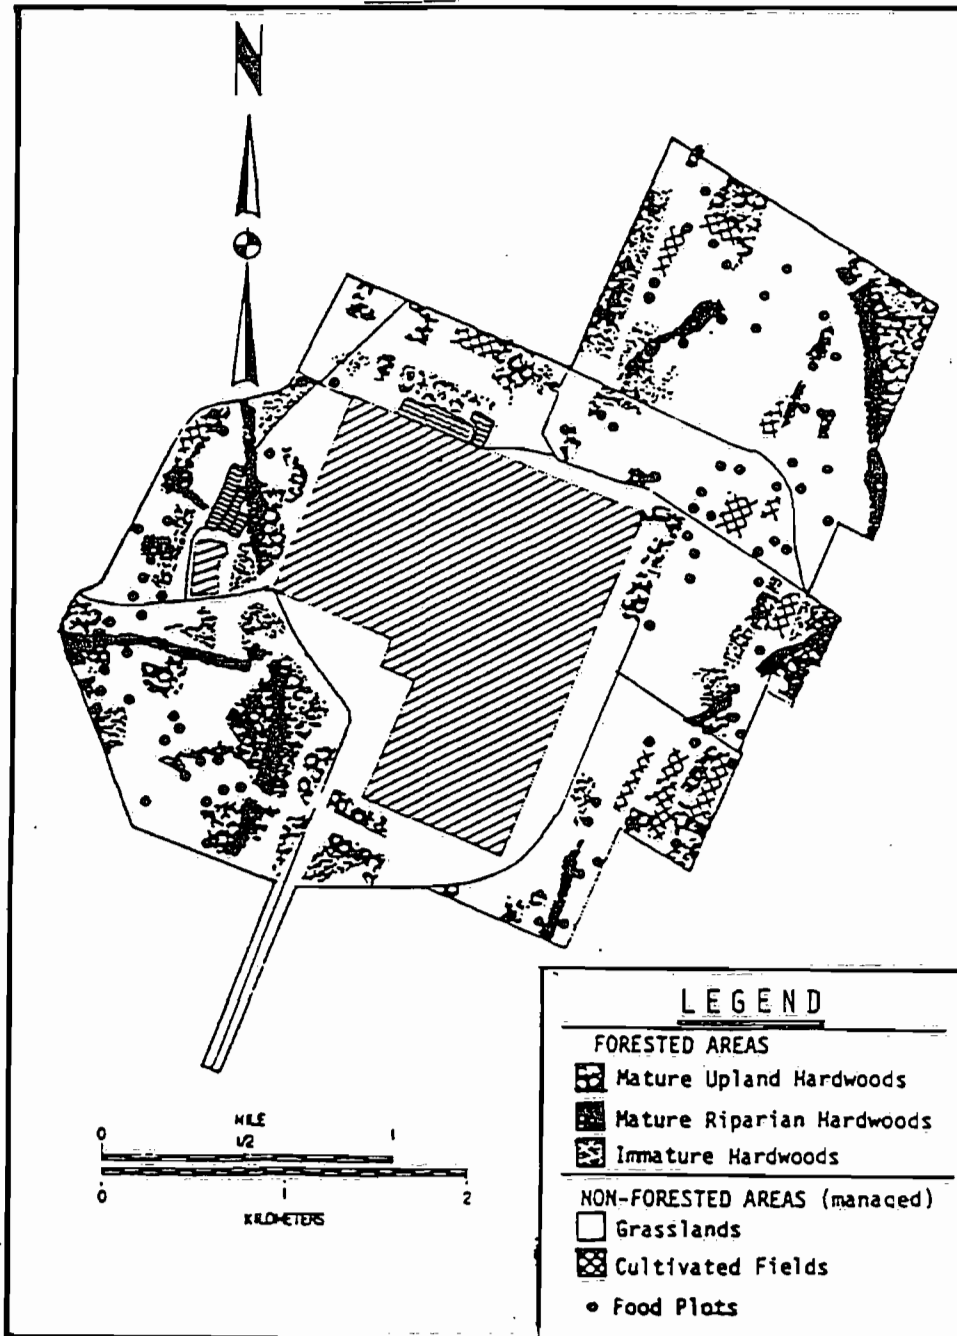 N
MILE
0 1/2 1
0 1 2
KILOMETERS
LEGEND
FORESTED AREAS
Mature Upland Hardwoods
Mature Riparian Hardwoods
Immature Hardwoods
NON-FORESTED AREAS (managed)
Grasslands
Cultivated Fields
Food Plots